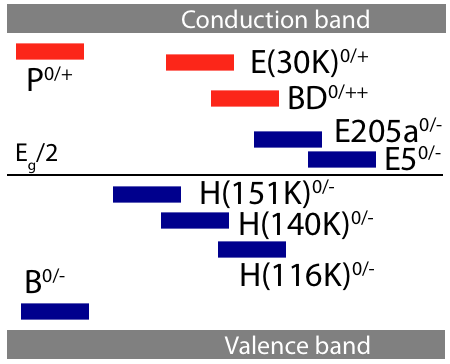 Conduction band
P0/+
E(30K)0/+
BD0/++
E205a0/-
E50/-
Eg/2
H(151K)0/-
H(140K)0/-
H(116K)0/-
B0/-
Valence band